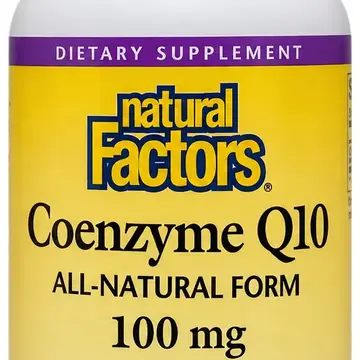 DIETARY SUPPLEMENT
natural
Factors®
Coenzyme Q10
ALL-NATURAL FORM
100 mg